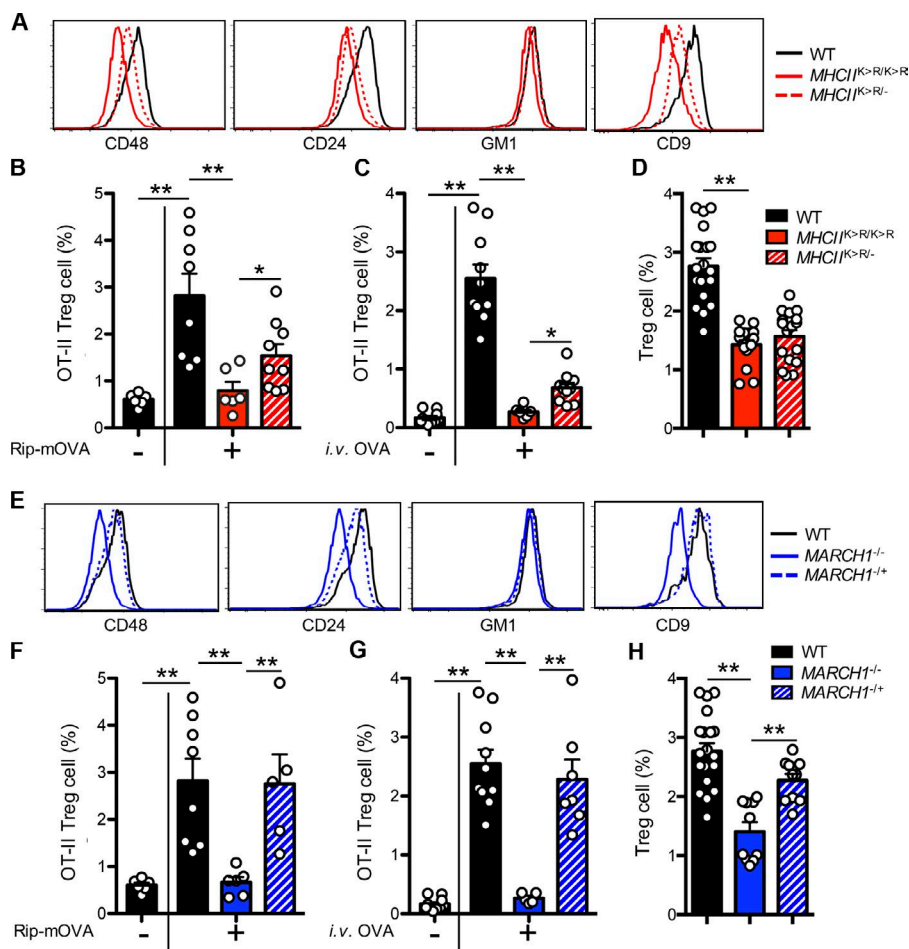 A
CD48
CD24
GM1
CD9
WT
MHCII^K>R/K>R
MHCII^K>R/-
B
OT-II Treg cell (%)
5
4
3
2
1
0
**
**
*
Rip-mOVA
-
+
C
OT-II Treg cell (%)
4
3
2
1
0
**
**
*
i.v. OVA
-
+
D
Treg cell (%)
4
3
2
1
0
**
WT
MHCII^K>R/K>R
MHCII^K>R/-
E
CD48
CD24
GM1
CD9
WT
MARCH1^-/-
MARCH1^-/+
F
OT-II Treg cell (%)
5
4
3
2
1
0
**
**
**
Rip-mOVA
-
+
G
OT-II Treg cell (%)
4
3
2
1
0
**
**
**
i.v. OVA
-
+
H
Treg cell (%)
4
3
2
1
0
**
**
WT
MARCH1^-/-
MARCH1^-/+